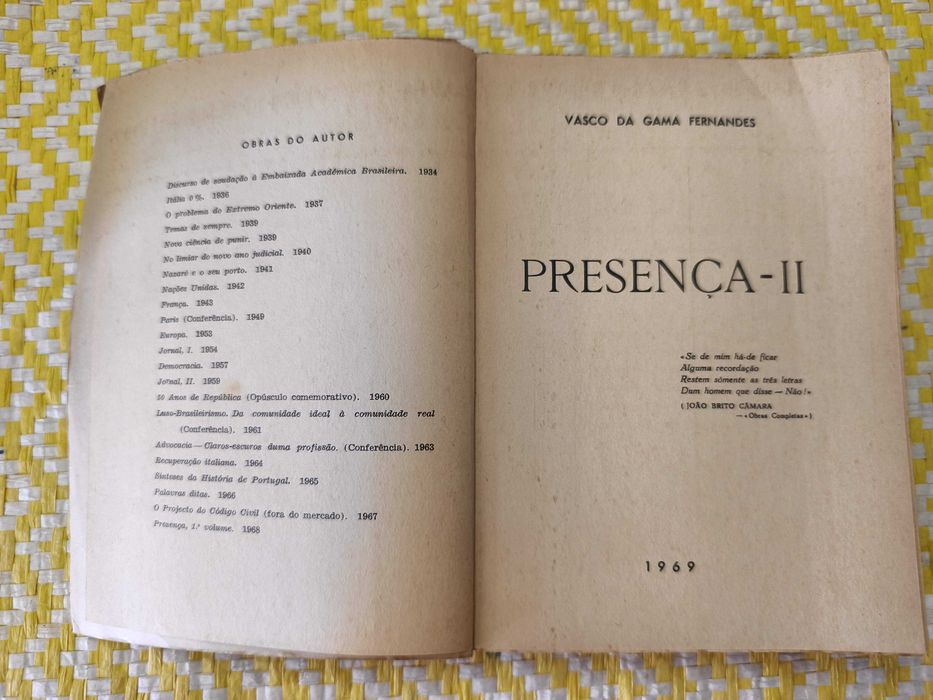 OBRAS DO AUTOR
Discurso de saudação à Embaixada Académica Brasileira. 1934
Itália 0 %. 1936
O problema do Extremo Oriente. 1937
Temas de sempre. 1939
Nova ciência de punir. 1939
No limiar do novo ano judicial. 1940
Nazaré e o seu porto. 1941
Nações Unidas. 1942
França. 1943
Paris (Conferência). 1949
Europa. 1953
Jornal, I. 1954
Democracia. 1957
Jornal, II. 1959
50 Anos de República (Opúsculo comemorativo). 1960
Luso-Brasileirismo. Da comunidade ideal à comunidade real
(Conferência). 1961
Advocacia — Claros-escuros duma profissão. (Conferência). 1963
Recuperação italiana. 1964
Sínteses da História de Portugal. 1965
Palavras ditas. 1966
O Projecto do Código Civil (fora do mercado). 1967
Presença, 1.º volume. 1968
VASCO DA GAMA FERNANDES
PRESENÇA-II
«Se de mim há-de ficar
Alguma recordação
Restem sòmente as três letras
Dum homem que disse — Não!»
(JOÃO BRITO CÂMARA
— «Obras Completas»)
1969